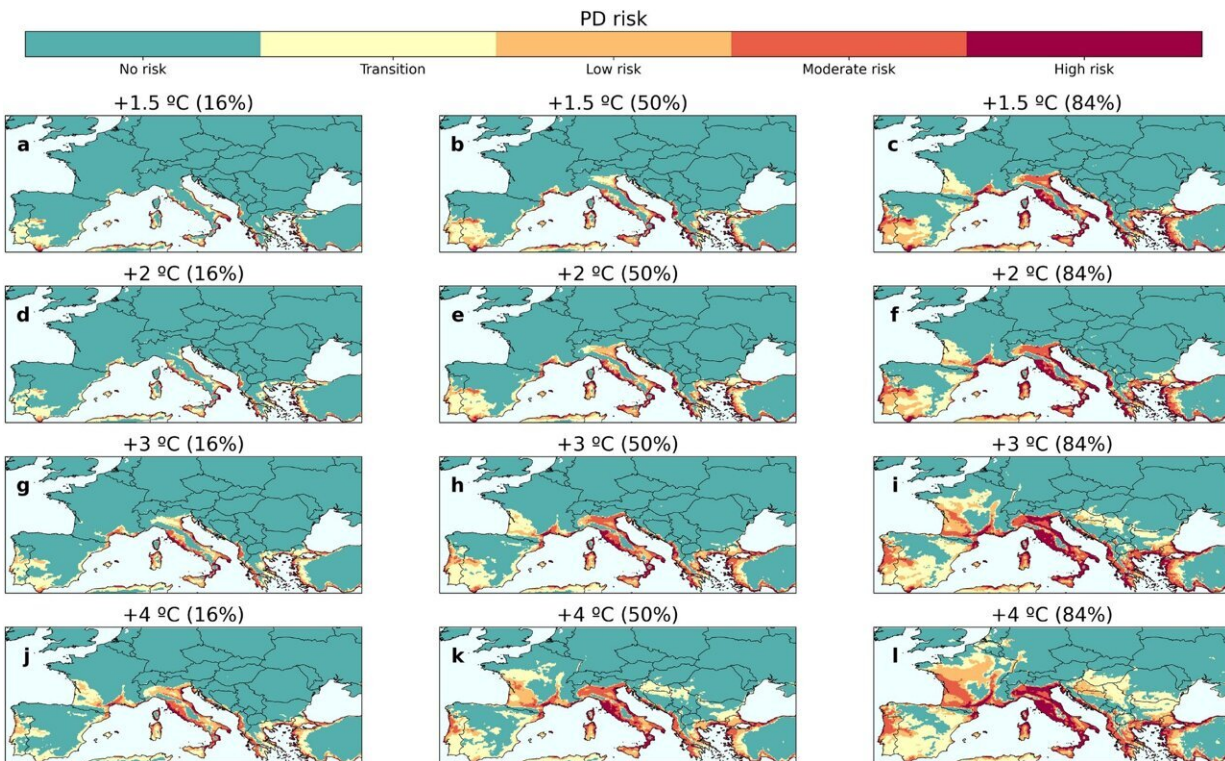 PD risk
No risk Transition Low risk Moderate risk High risk
+1.5 ºC (16%) +1.5 ºC (50%) +1.5 ºC (84%)
a b c
+2 ºC (16%) +2 ºC (50%) +2 ºC (84%)
d e f
+3 ºC (16%) +3 ºC (50%) +3 ºC (84%)
g h i
+4 ºC (16%) +4 ºC (50%) +4 ºC (84%)
j k l